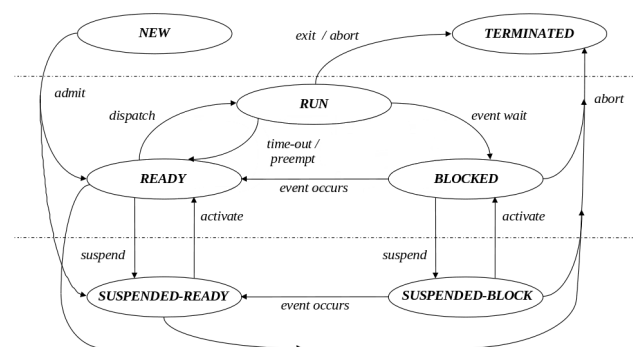 NEW
exit / abort
TERMINATED
admit
dispatch
RUN
event wait
abort
time-out /
preempt
READY
event occurs
BLOCKED
activate
activate
suspend
suspend
SUSPENDED-READY
event occurs
SUSPENDED-BLOCK